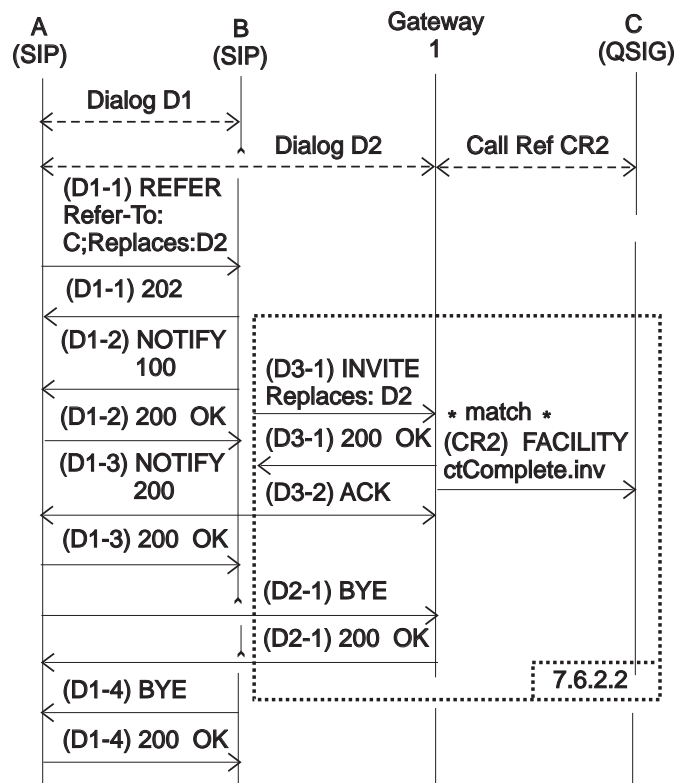 A
(SIP)
B
(SIP)
Gateway
1
C
(QSIG)
Dialog D1
Dialog D2
Call Ref CR2
(D1-1) REFER
Refer-To:
C;Replaces:D2
(D1-1) 202
(D1-2) NOTIFY
100
(D3-1) INVITE
Replaces: D2
* match *
(D1-2) 200 OK
(D3-1) 200 OK
(CR2) FACILITY
ctComplete.inv
(D1-3) NOTIFY
200
(D3-2) ACK
(D1-3) 200 OK
(D2-1) BYE
(D2-1) 200 OK
7.6.2.2
(D1-4) BYE
(D1-4) 200 OK